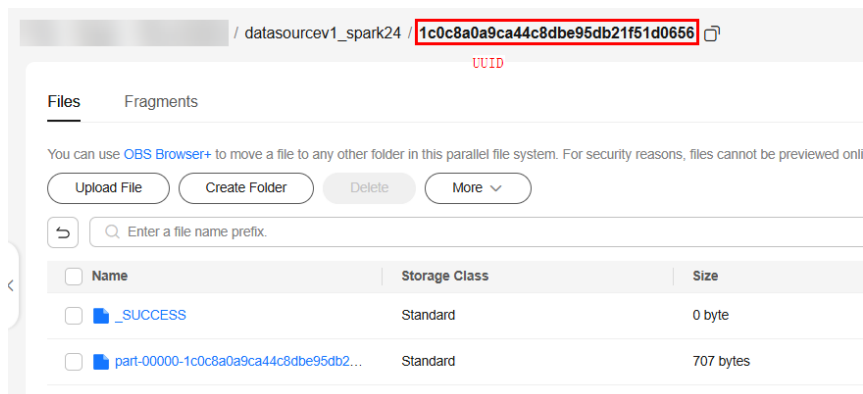 / datasourcev1_spark24 / 1c0c8a0a9ca44c8dbe95db21f51d0656
UUID
Files Fragments
You can use OBS Browser+ to move a file to any other folder in this parallel file system. For security reasons, files cannot be previewed onli
Upload File Create Folder Delete More
Enter a file name prefix.
Name Storage Class Size
_SUCCESS Standard 0 byte
part-00000-1c0c8a0a9ca44c8dbe95db2... Standard 707 bytes